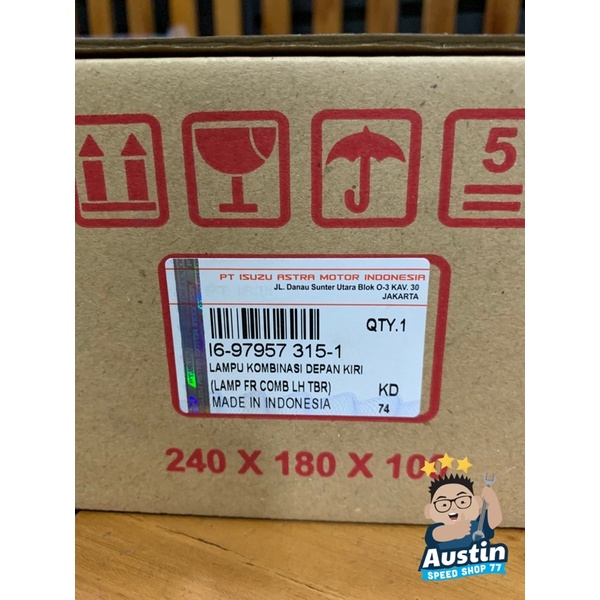 5
PT ISUZU ASTRA MOTOR INDONESIA
JL. Danau Sunter Utara Blok O-3 KAV. 30
JAKARTA
QTY.1
I6-97957 315-1
LAMPU KOMBINASI DEPAN KIRI
(LAMP FR COMB LH TBR)
KD
MADE IN INDONESIA
74
240 X 180 X
Austin
SPEED SHOP 77